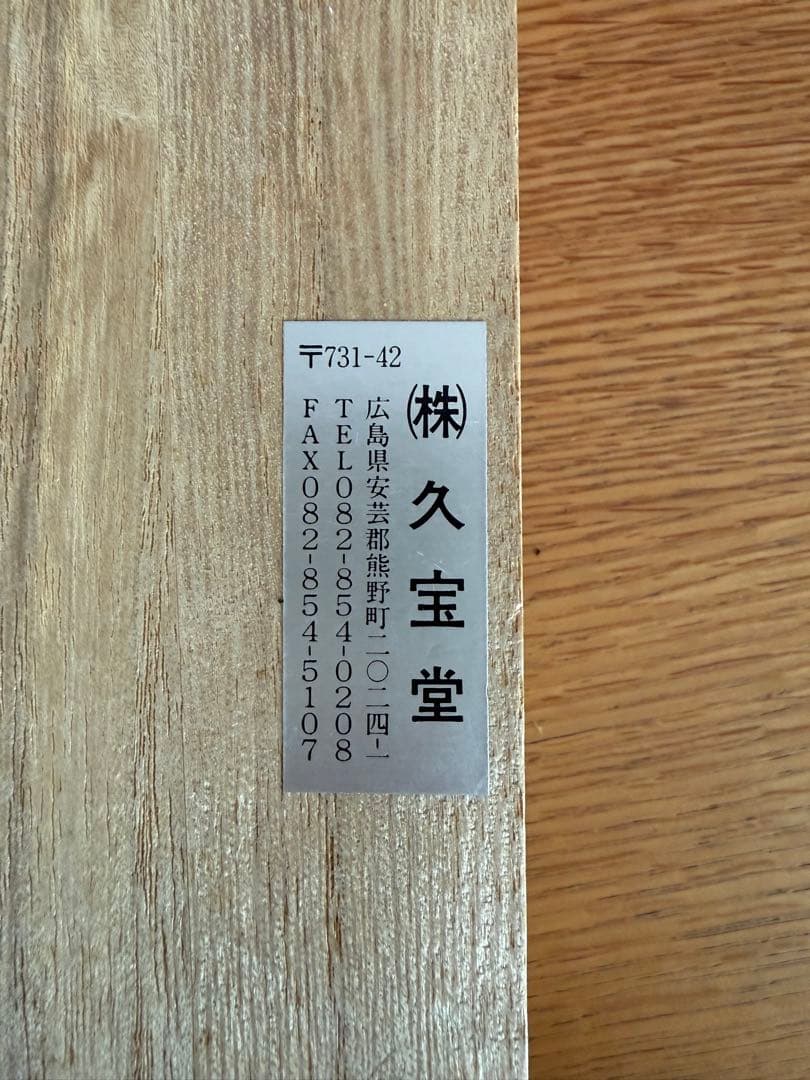 〒731-42
㈱久宝堂
広島県安芸郡熊野町二〇二四-一
TEL082-854-0208
FAX082-854-5107